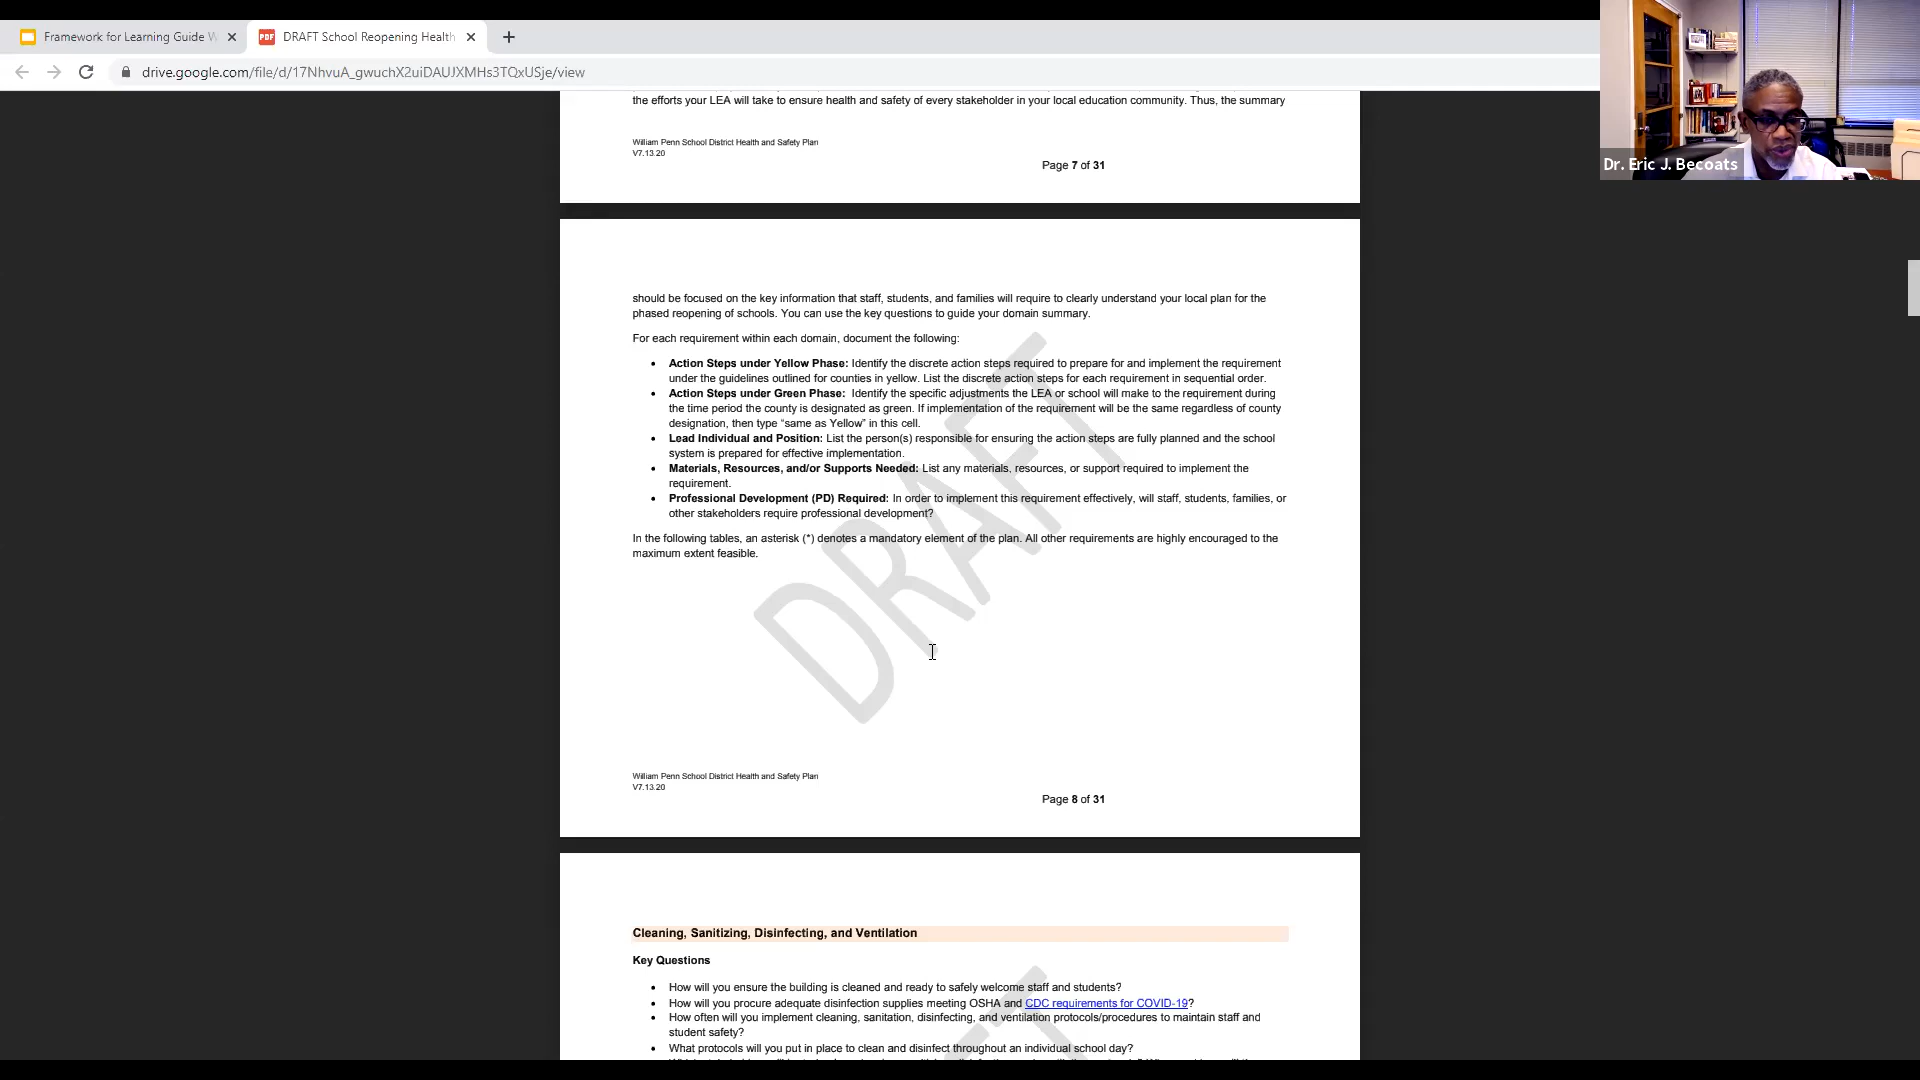 Framework for Learning Guide W
DRAFT School Reopening Health
drive.google.com/file/d/17NhvuA_gwuchX2uiDAUJXMHs3TQxUSje/view
Dr. Eric J. Becoats
the efforts your LEA will take to ensure health and safety of every stakeholder in your local education community. Thus, the summary
William Penn School District Health and Safety Plan
V7.13.20
Page 7 of 31
should be focused on the key information that staff, students, and families will require to clearly understand your local plan for the
phased reopening of schools. You can use the key questions to guide your domain summary.
For each requirement within each domain, document the following:
• Action Steps under Yellow Phase: Identify the discrete action steps required to prepare for and implement the requirement
under the guidelines outlined for counties in yellow. List the discrete action steps for each requirement in sequential order.
• Action Steps under Green Phase: Identify the specific adjustments the LEA or school will make to the requirement during
the time period the county is designated as green. If implementation of the requirement will be the same regardless of county
designation, then type “same as Yellow” in this cell.
• Lead Individual and Position: List the person(s) responsible for ensuring the action steps are fully planned and the school
system is prepared for effective implementation.
• Materials, Resources, and/or Supports Needed: List any materials, resources, or support required to implement the
requirement.
• Professional Development (PD) Required: In order to implement this requirement effectively, will staff, students, families, or
other stakeholders require professional development?
In the following tables, an asterisk (*) denotes a mandatory element of the plan. All other requirements are highly encouraged to the
maximum extent feasible.
DRAFT
William Penn School District Health and Safety Plan
V7.13.20
Page 8 of 31
Cleaning, Sanitizing, Disinfecting, and Ventilation
Key Questions
• How will you ensure the building is cleaned and ready to safely welcome staff and students?
• How will you procure adequate disinfection supplies meeting OSHA and CDC requirements for COVID-19?
• How often will you implement cleaning, sanitation, disinfecting, and ventilation protocols/procedures to maintain staff and
student safety?
• What protocols will you put in place to clean and disinfect throughout an individual school day?